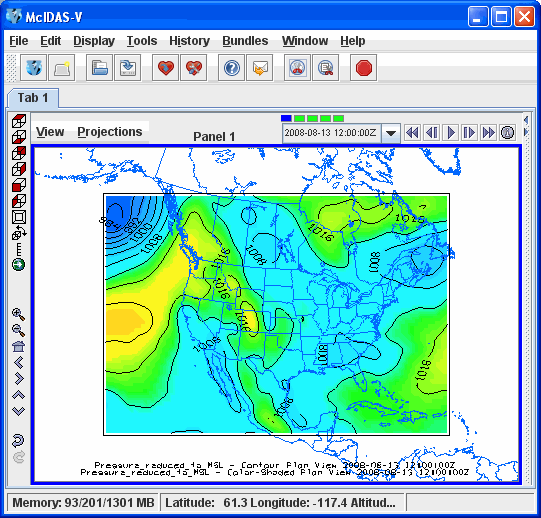 McIDAS-V
File Edit Display Tools History Bundles Window Help
Tab 1
View Projections Panel 1 2008-08-13 12:00:00Z
1000
1008
1016
1016
1008
1008
1016
1016
1008
1008
1008
1016
1008
Pressure_reduced_to_MSL - Contour Plan View 2008-08-13 12:00:00Z
Pressure_reduced_to_MSL - Color-Shaded Plan View 2008-08-13 12:00:00Z
Memory: 93/201/1301 MB Latitude: 61.3 Longitude: -117.4 Altitud...